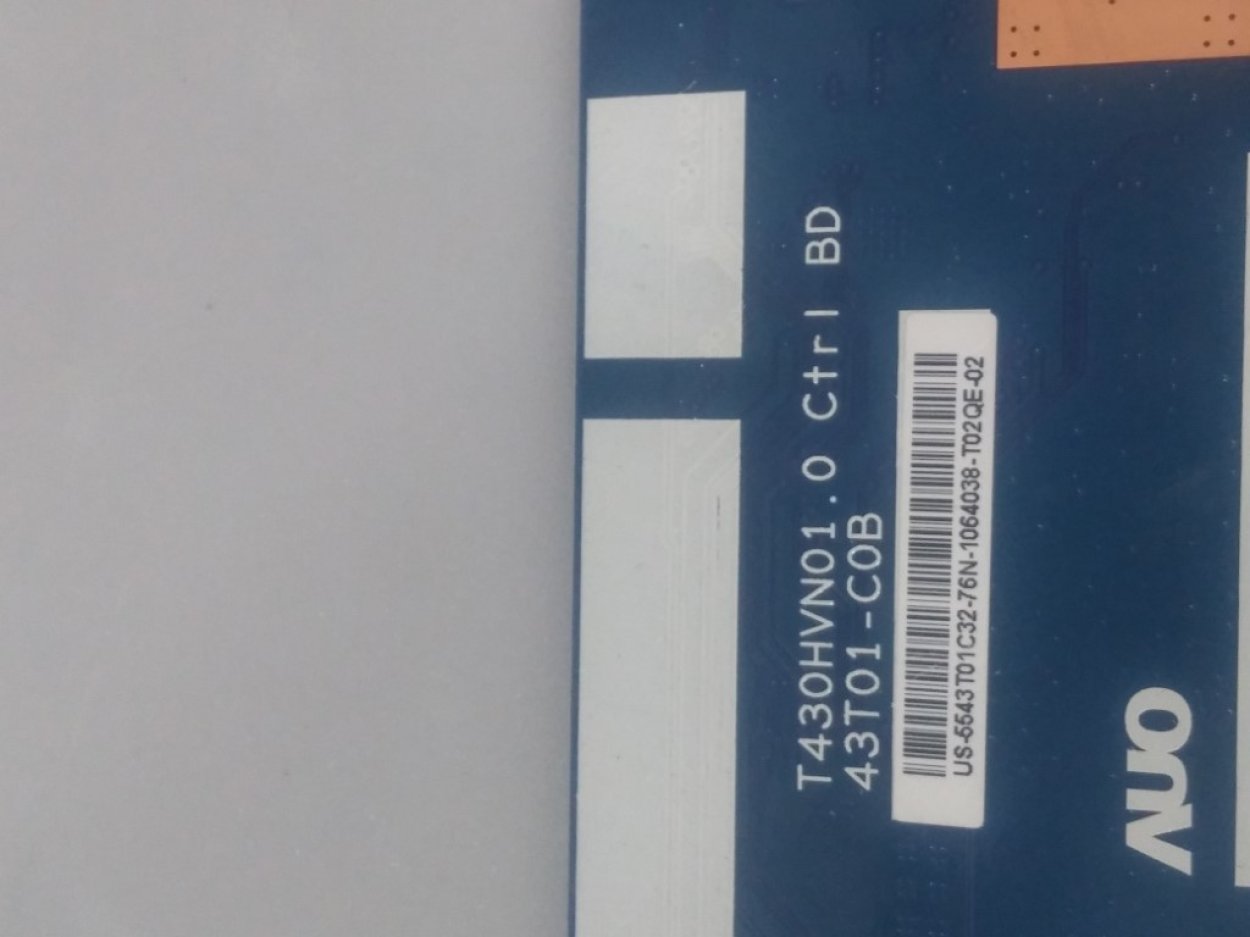 T430HVN01.0 Ctrl BD
43T01-C0B
US-5543T01C32-76N-1064038-T02QE-02
AUO